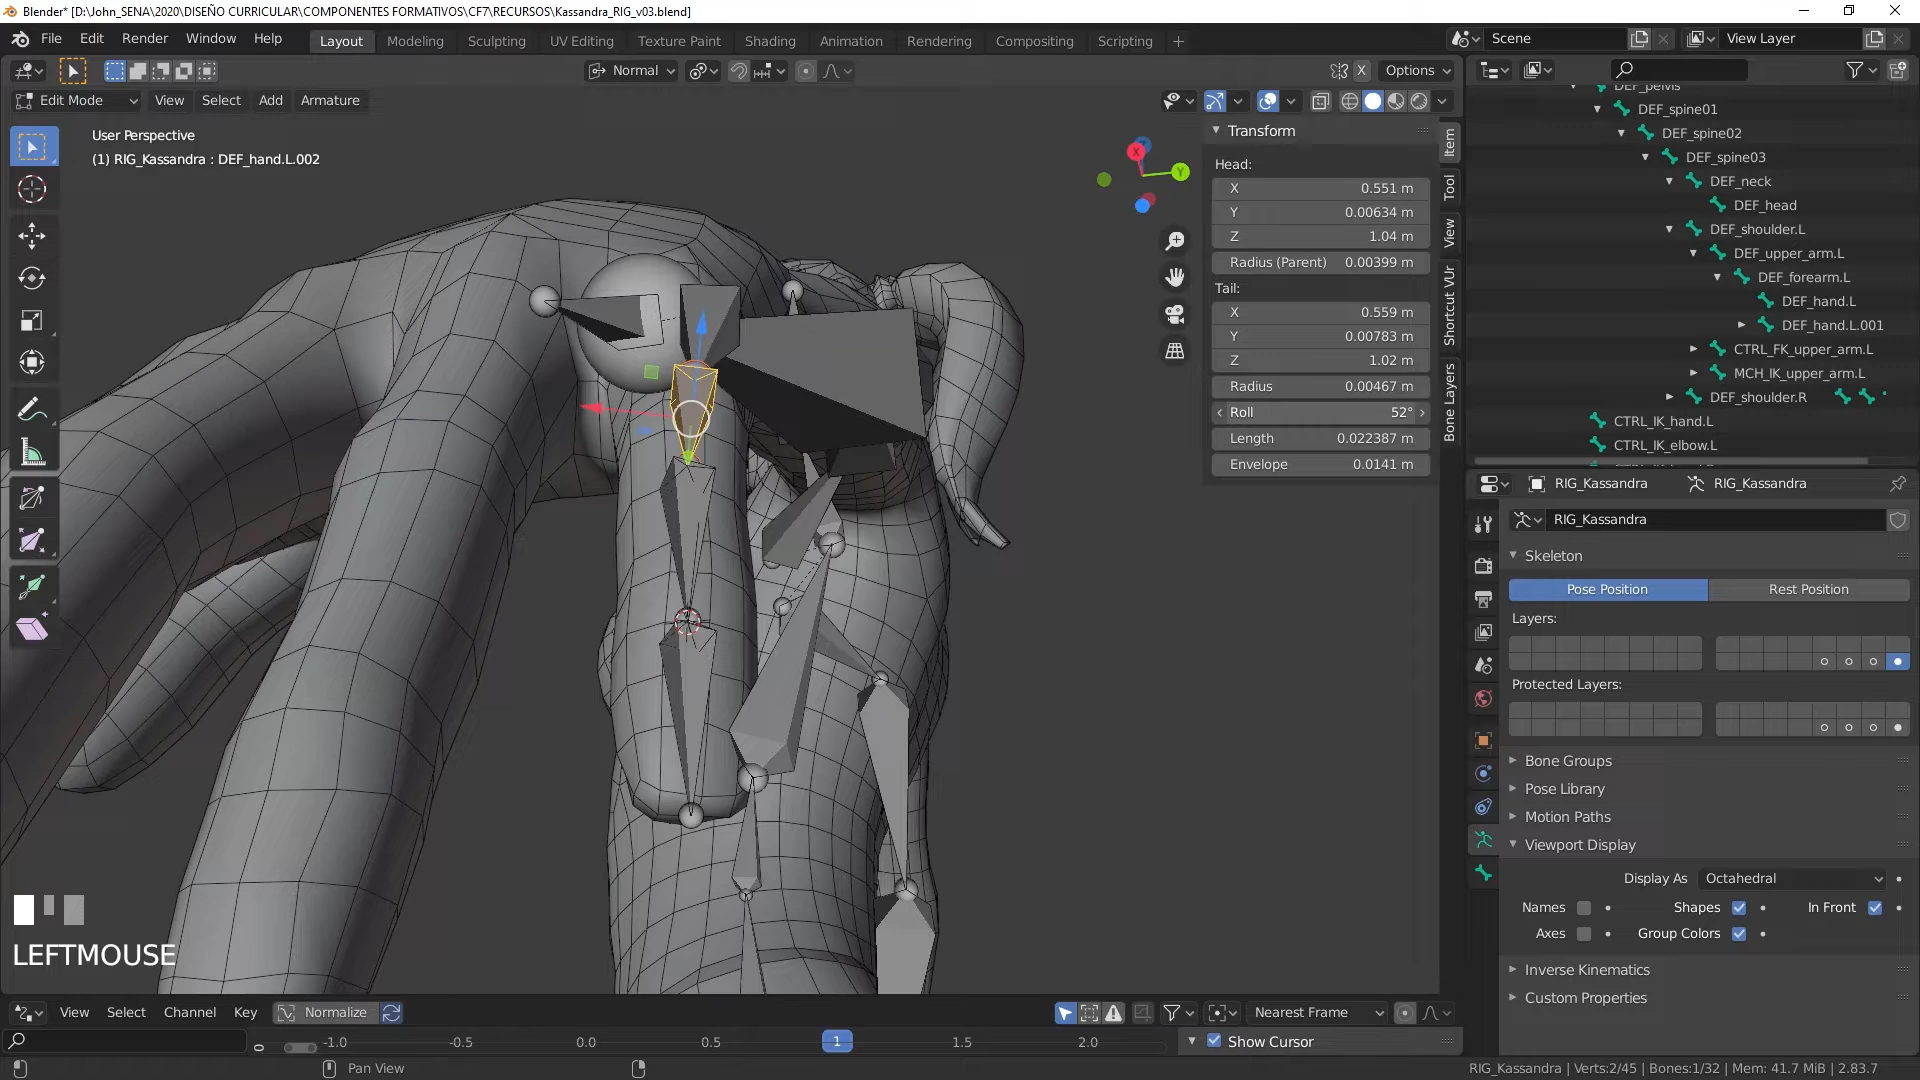 Blender* [D:\John_SENA\2020\DISEÑO CURRICULAR\COMPONENTES FORMATIVOS\CF7\RECURSOS\Kassandra_RIG_v03.blend]
File Edit Render Window Help Layout Modeling Sculpting UV Editing Texture Paint Shading Animation Rendering Compositing Scripting + Scene View Layer
Normal X Options
Edit Mode View Select Add Armature
User Perspective
(1) RIG_Kassandra : DEF_hand.L.002
X
Y
Transform
Head:
X 0.551 m
Y 0.00634 m
Z 1.04 m
Radius (Parent) 0.00399 m
Tail:
X 0.559 m
Y 0.00783 m
Z 1.02 m
Radius 0.00467 m
Roll 52°
Length 0.022387 m
Envelope 0.0141 m
Item
Tool
View
Shortcut VUr
Bone Layers
DEF_pelvis
DEF_spine01
DEF_spine02
DEF_spine03
DEF_neck
DEF_head
DEF_shoulder.L
DEF_upper_arm.L
DEF_forearm.L
DEF_hand.L
DEF_hand.L.001
CTRL_FK_upper_arm.L
MCH_IK_upper_arm.L
DEF_shoulder.R
CTRL_IK_hand.L
CTRL_IK_elbow.L
RIG_Kassandra RIG_Kassandra
RIG_Kassandra
Skeleton
Pose Position Rest Position
Layers:
Protected Layers:
Bone Groups
Pose Library
Motion Paths
Viewport Display
Display As Octahedral
Names Shapes In Front
Axes Group Colors
Inverse Kinematics
Custom Properties
LEFTMOUSE
View Select Channel Key Normalize Nearest Frame
-1.0 -0.5 0.0 0.5 1 1.5 2.0 Show Cursor
Pan View RIG_Kassandra | Verts:2/45 | Bones:1/32 | Mem: 41.7 MiB | 2.83.7